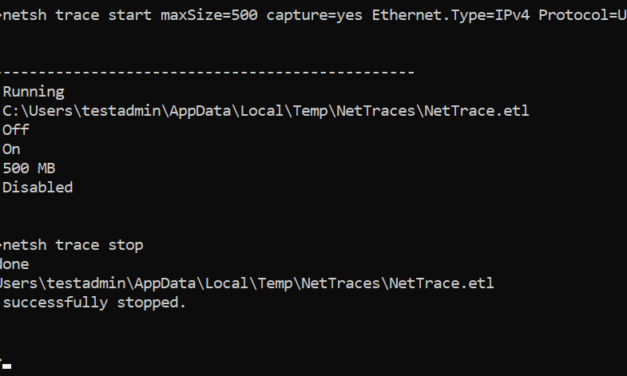 >netsh trace start maxSize=500 capture=yes Ethernet.Type=IPv4 Protocol=U
-----------------------------------------------
Running
C:\Users\testadmin\AppData\Local\Temp\NetTraces\NetTrace.etl
Off
On
500 MB
Disabled
>netsh trace stop
done
Users\testadmin\AppData\Local\Temp\NetTraces\NetTrace.etl
successfully stopped.